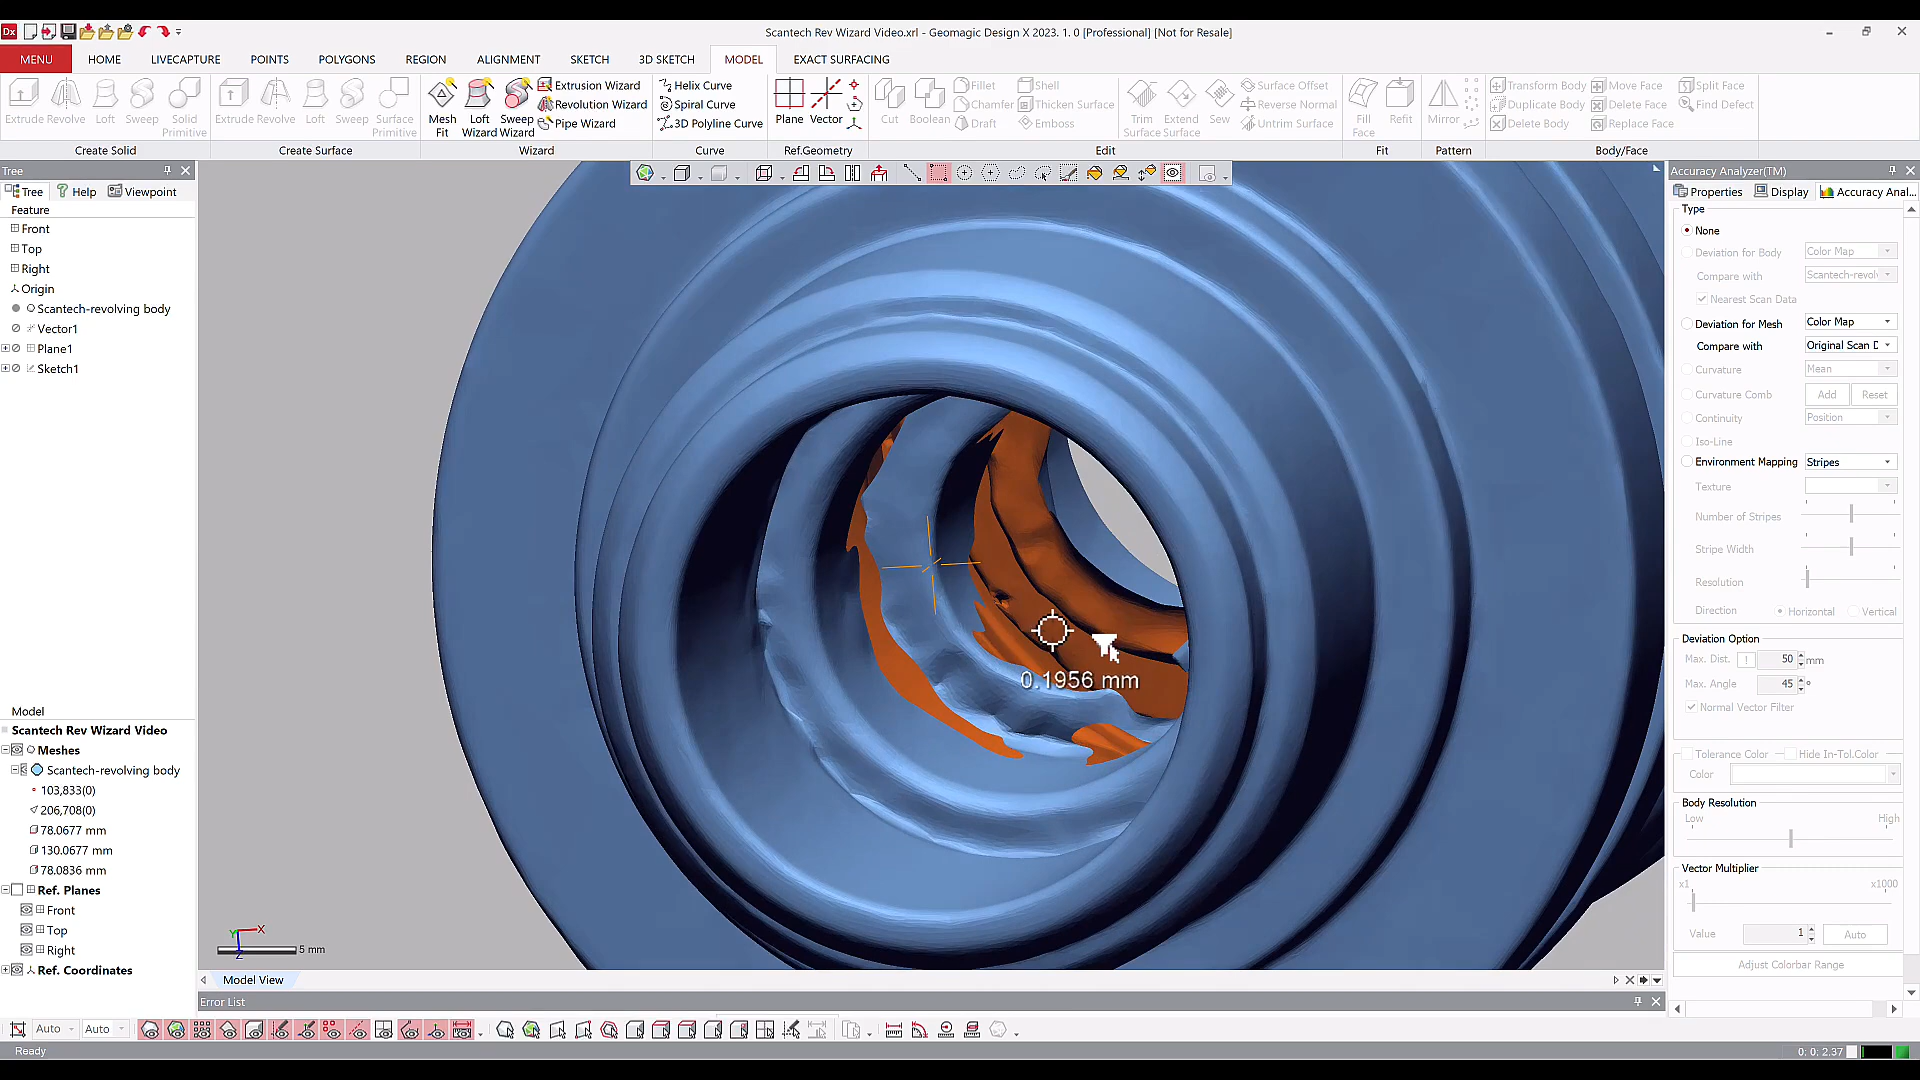 Dx
Scantech Rev Wizard Video.xrl - Geomagic Design X 2023. 1. 0 [Professional] [Not for Resale]
MENU HOME LIVECAPTURE POINTS POLYGONS REGION ALIGNMENT SKETCH 3D SKETCH MODEL EXACT SURFACING
Extrude Revolve Loft Sweep Solid Primitive
Create Solid
Extrude Revolve Loft Sweep Surface Primitive
Create Surface
Mesh Fit Loft Wizard Sweep Wizard
Extrusion Wizard
Revolution Wizard
Pipe Wizard
Wizard
Helix Curve
Spiral Curve
3D Polyline Curve
Curve
Plane Vector
Ref.Geometry
Cut Boolean
Fillet
Chamfer
Draft
Shell
Thicken Surface
Emboss
Trim Surface Extend Surface Sew
Surface Offset
Reverse Normal
Untrim Surface
Edit
Fill Face Refit
Fit
Mirror
Pattern
Transform Body
Duplicate Body
Delete Body
Move Face
Delete Face
Replace Face
Split Face
Find Defect
Body/Face
Tree
Tree Help Viewpoint
Feature
Front
Top
Right
Origin
Scantech-revolving body
Vector1
Plane1
Sketch1
Model
Scantech Rev Wizard Video
Meshes
Scantech-revolving body
103,833(0)
206,708(0)
78.0677 mm
130.0677 mm
78.0836 mm
Ref. Planes
Front
Top
Right
Ref. Coordinates
0.1956 mm
Y X
Z
5 mm
Model View
Error List
Auto Auto
Ready
0: 0: 2.37
Accuracy Analyzer(TM)
Properties Display Accuracy Anal...
Type
None
Deviation for Body Color Map
Compare with Scantech-revol
Nearest Scan Data
Deviation for Mesh Color Map
Compare with Original Scan D
Curvature Mean
Curvature Comb Add Reset
Continuity Position
Iso-Line
Environment Mapping Stripes
Texture
Number of Stripes
Stripe Width
Resolution
Direction Horizontal Vertical
Deviation Option
Max. Dist. ! 50 mm
Max. Angle 45 °
Normal Vector Filter
Tolerance Color Hide In-Tol.Color
Color
Body Resolution
Low High
Vector Multiplier
x1 x1000
Value 1 Auto
Adjust Colorbar Range